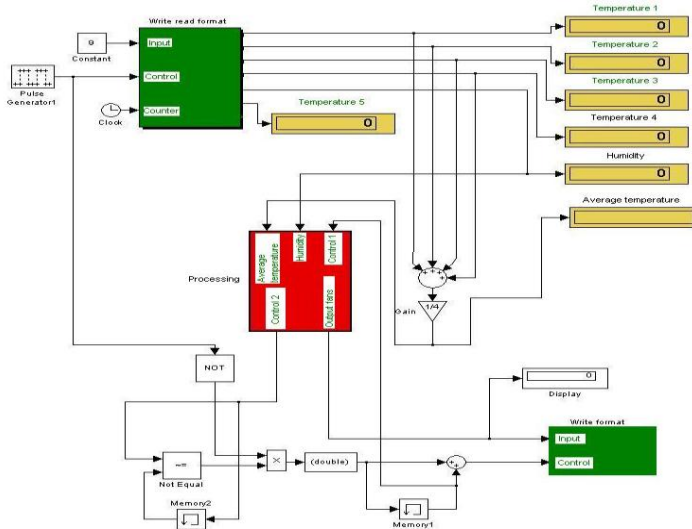 Write read format
Temperature 1
0
0
Input
Constant
Temperature 2
0
Control
Pulse
Generator1
Temperature 3
0
Counter
Clock
Temperature 5
0
Temperature 4
0
Humidity
0
Average temperature
Processing
Average
temperature
Humidity
Control 1
Control 2
Output fans
1/4
Gain
NOT
0
Display
Write format
Input
Control
~=
Not Equal
×
(double)
++
Memory2
Memory1